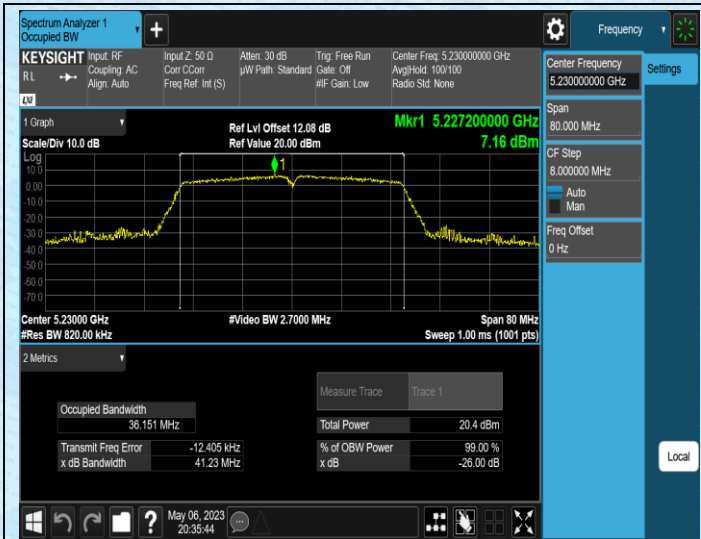 Spectrum Analyzer 1
Occupied BW
Frequency
KEYSIGHT
Input: RF
Coupling: AC
Align: Auto
Input Z: 50 Ω
Corr CCorr
Freq Ref: Int (S)
Atten: 30 dB
µW Path: Standard
Trig: Free Run
Gate: Off
#IF Gain: Low
Center Freq: 5.230000000 GHz
Avg|Hold: 100/100
Radio Std: None
R L
LXI
1 Graph
Scale/Div 10.0 dB
Ref Lvl Offset 12.08 dB
Ref Value 20.00 dBm
Mkr1 5.227200000 GHz
7.16 dBm
Log
10.0
0.00
-10.0
-20.0
-30.0
-40.0
-50.0
-60.0
-70.0
1
Center 5.23000 GHz
#Res BW 820.00 kHz
#Video BW 2.7000 MHz
Span 80 MHz
Sweep 1.00 ms (1001 pts)
2 Metrics
Measure Trace
Trace 1
Occupied Bandwidth
36.151 MHz
Total Power
20.4 dBm
Transmit Freq Error
-12.405 kHz
% of OBW Power
99.00 %
x dB Bandwidth
41.23 MHz
x dB
-26.00 dB
May 06, 2023
20:35:44
Center Frequency
5.230000000 GHz
Settings
Span
80.000 MHz
CF Step
8.000000 MHz
Auto
Man
Freq Offset
0 Hz
Local